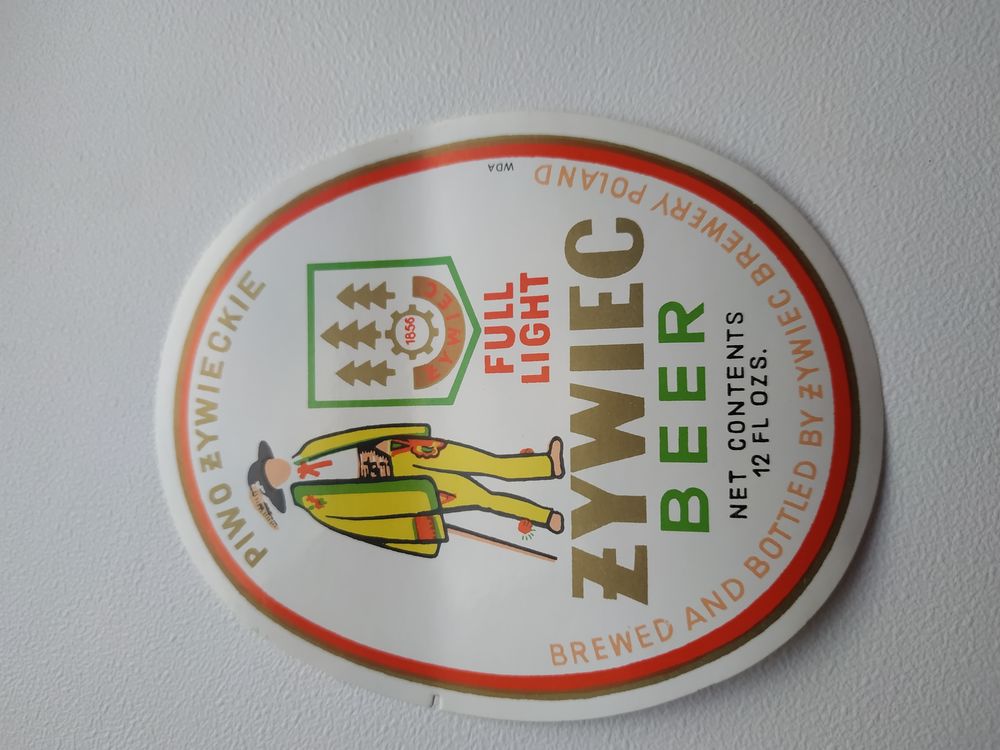 PIWO ŻYWIECKIE
1856
ŻYWIEC
FULL
LIGHT
ŻYWIEC
BEER
NET CONTENTS
12 FL OZS.
BREWED AND BOTTLED BY ŻYWIEC BREWERY POLAND
WDA